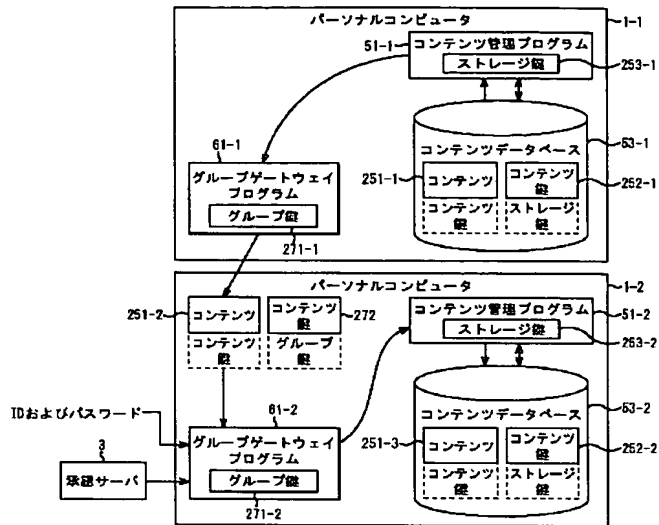 パーソナルコンピュータ
1-1
51-1
コンテンツ管理プログラム
ストレージ鍵
253-1
61-1
グループゲートウェイ
プログラム
グループ鍵
271-1
コンテンツデータベース
53-1
251-1
コンテンツ
コンテンツ
鍵
252-1
コンテンツ
鍵
ストレージ
鍵
パーソナルコンピュータ
1-2
251-2
コンテンツ
コンテンツ
鍵
272
コンテンツ
鍵
グループ
鍵
コンテンツ管理プログラム
51-2
ストレージ鍵
253-2
IDおよびパスワード
61-2
グループゲートウェイ
プログラム
グループ鍵
271-2
3
承認サーバ
コンテンツデータベース
53-2
251-3
コンテンツ
コンテンツ
鍵
252-2
コンテンツ
鍵
ストレージ
鍵